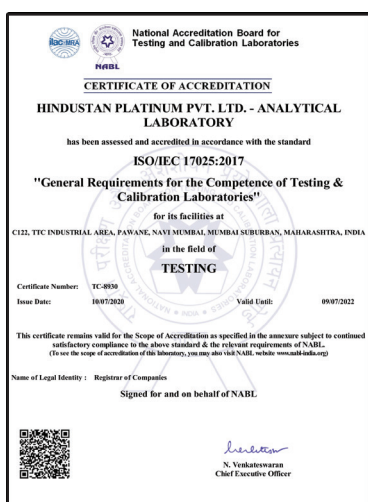 ilac-MRA
NABL
National Accreditation Board for
Testing and Calibration Laboratories
CERTIFICATE OF ACCREDITATION
HINDUSTAN PLATINUM PVT. LTD. - ANALYTICAL
LABORATORY
has been assessed and accredited in accordance with the standard
ISO/IEC 17025:2017
"General Requirements for the Competence of Testing &
Calibration Laboratories"
for its facilities at
C122, TTC INDUSTRIAL AREA, PAWANE, NAVI MUMBAI, MUMBAI SUBURBAN, MAHARASHTRA, INDIA
in the field of
TESTING
Certificate Number: TC-8930
Issue Date: 10/07/2020 Valid Until: 09/07/2022
This certificate remains valid for the Scope of Accreditation as specified in the annexure subject to continued
satisfactory compliance to the above standard & the relevant requirements of NABL.
(To see the scope of accreditation of this laboratory, you may also visit NABL website www.nabl-india.org)
Name of Legal Identity : Registrar of Companies
Signed for and on behalf of NABL
N. Venkateswaran
Chief Executive Officer